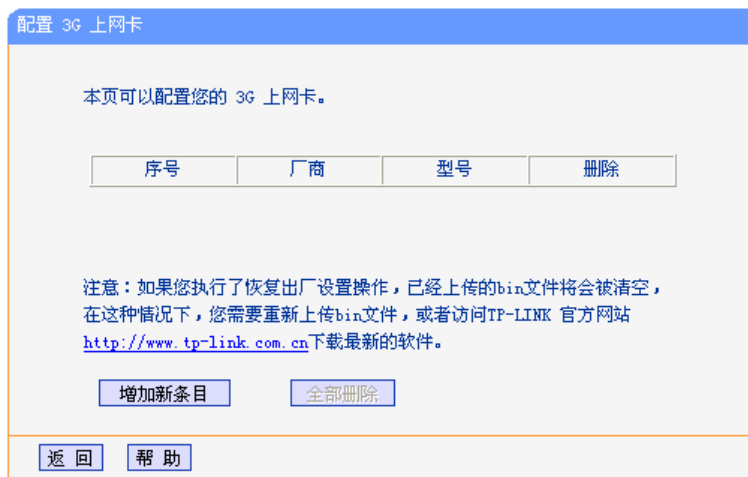 配置 3G 上网卡
本页可以配置您的 3G 上网卡。
序号 厂商 型号 删除
注意：如果您执行了恢复出厂设置操作，已经上传的bin文件将会被清空，
在这种情况下，您需要重新上传bin文件，或者访问TP-LINK 官方网站
http://www.tp-link.com.cn下载最新的软件。
增加新条目 全部删除
返 回 帮 助